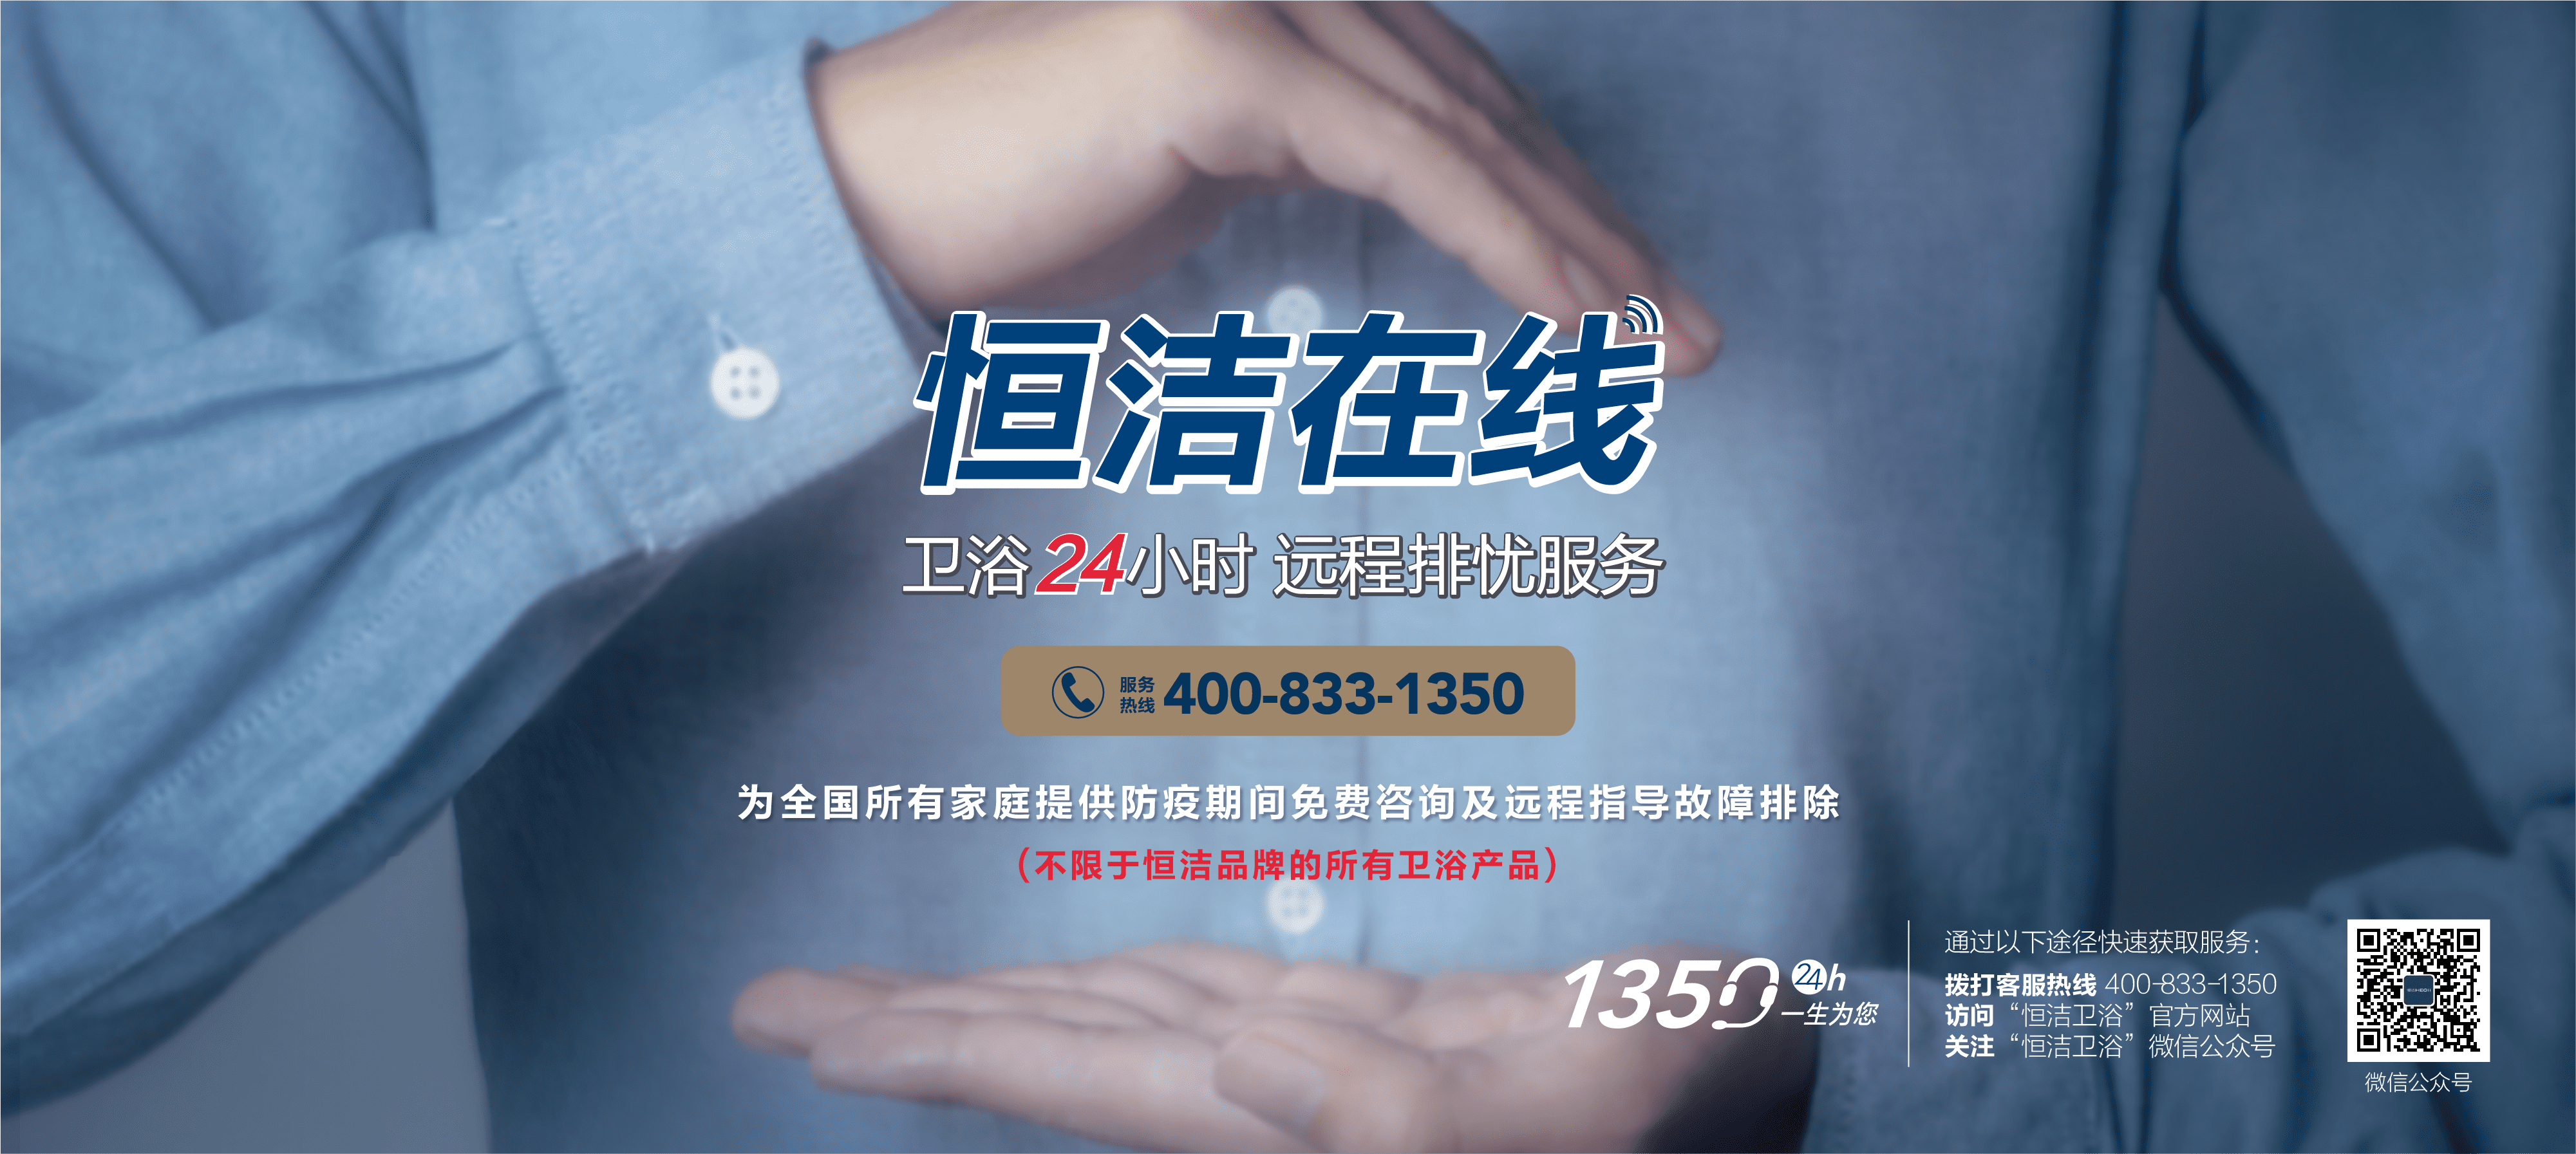 恒洁在线
卫浴24小时 远程排忧服务
服务热线 400-833-1350
为全国所有家庭提供防疫期间免费咨询及远程指导故障排除
（不限于恒洁品牌的所有卫浴产品）
1350 24h
一生为您
通过以下途径快速获取服务：
拨打客服热线 400-833-1350
访问“恒洁卫浴”官方网站
关注“恒洁卫浴”微信公众号
微信公众号